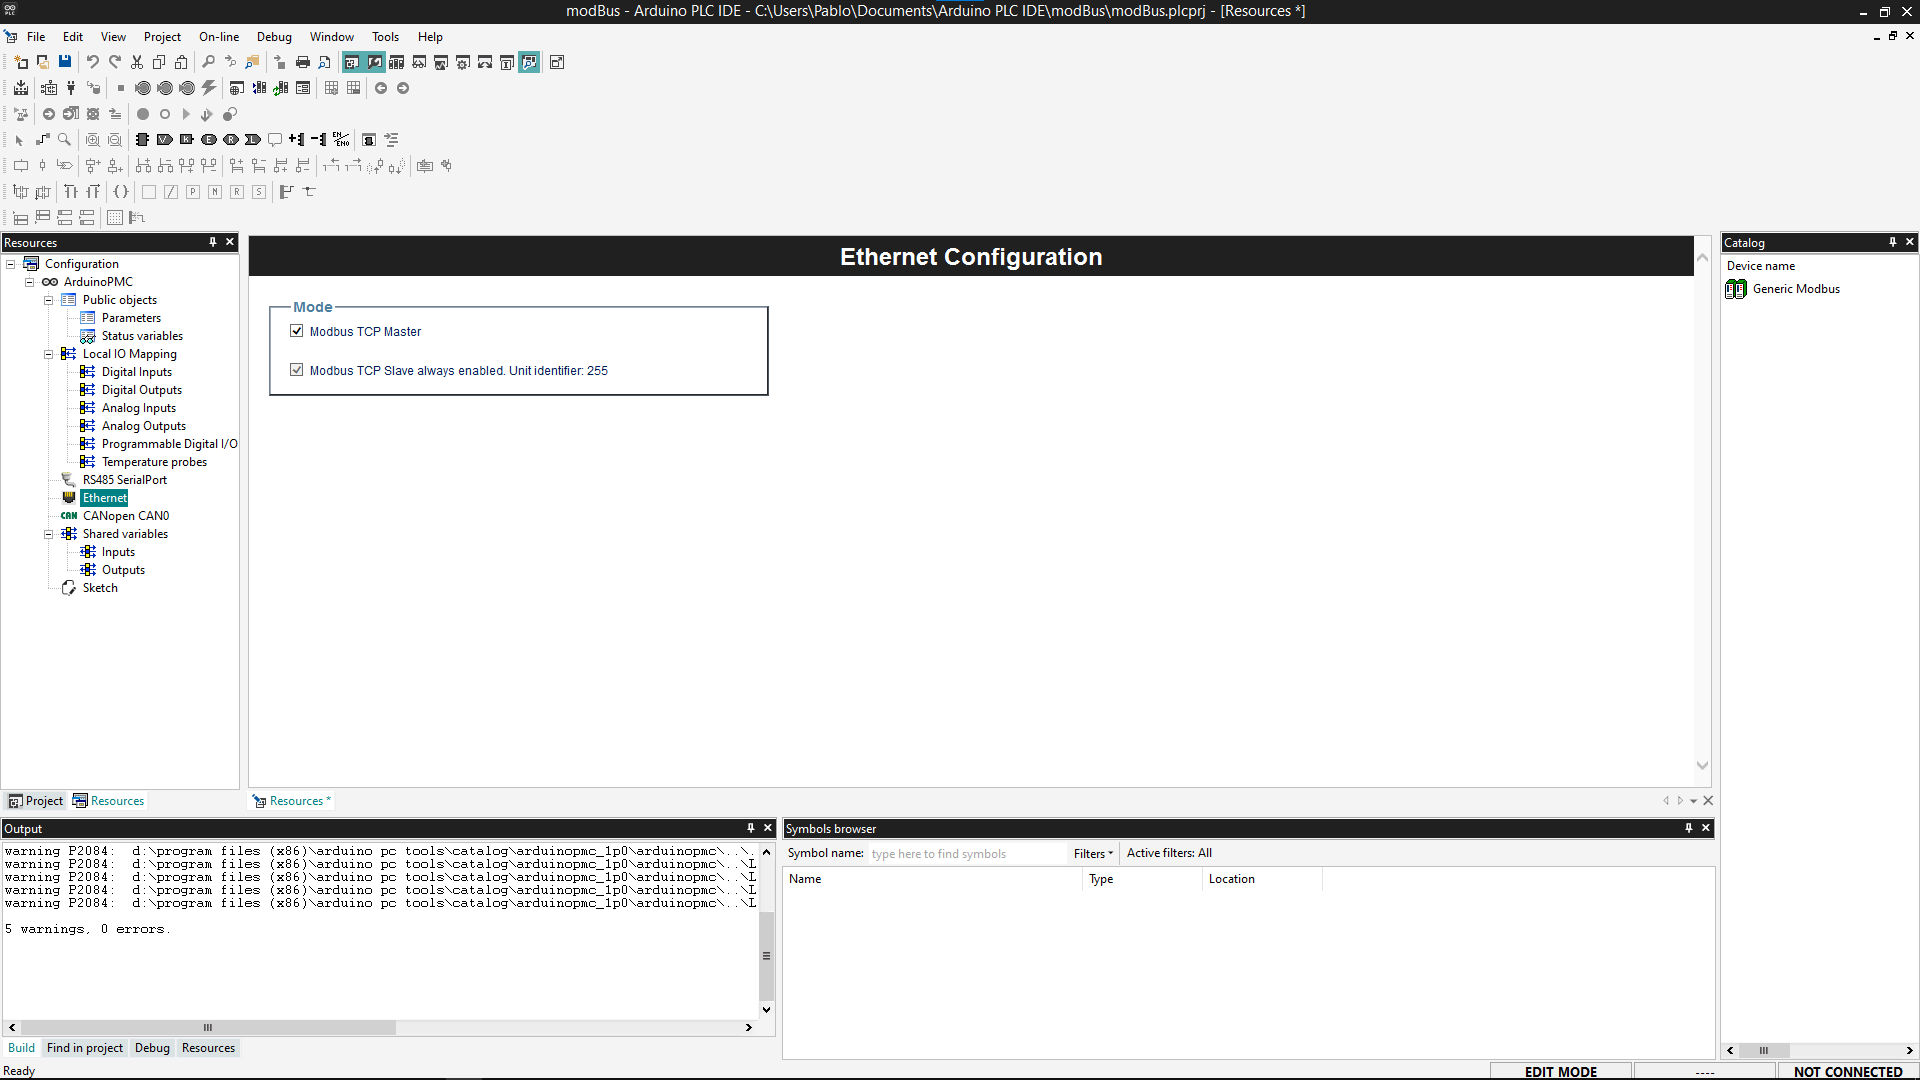 modBus - Arduino PLC IDE - C:\Users\Pablo\Documents\Arduino PLC IDE\modBus\modBus.plcprj - [Resources *]
File Edit View Project On-line Debug Window Tools Help
Resources
Configuration
ArduinoPMC
Public objects
Parameters
Status variables
Local IO Mapping
Digital Inputs
Digital Outputs
Analog Inputs
Analog Outputs
Programmable Digital I/O
Temperature probes
RS485 SerialPort
Ethernet
CAN CANopen CAN0
Shared variables
Inputs
Outputs
Sketch
Project Resources
Ethernet Configuration
Mode
Modbus TCP Master
Modbus TCP Slave always enabled. Unit identifier: 255
Resources *
Catalog
Device name
Generic Modbus
Output
warning P2084: d:\program files (x86)\arduino pc tools\catalog\arduinopmc_1p0\arduinopmc\..\.
warning P2084: d:\program files (x86)\arduino pc tools\catalog\arduinopmc_1p0\arduinopmc\..\L
warning P2084: d:\program files (x86)\arduino pc tools\catalog\arduinopmc_1p0\arduinopmc\..\L
warning P2084: d:\program files (x86)\arduino pc tools\catalog\arduinopmc_1p0\arduinopmc\..\L
warning P2084: d:\program files (x86)\arduino pc tools\catalog\arduinopmc_1p0\arduinopmc\..\L
5 warnings, 0 errors.
Build Find in project Debug Resources
Symbols browser
Symbol name: type here to find symbols Filters Active filters: All
Name Type Location
Ready
EDIT MODE ---- NOT CONNECTED